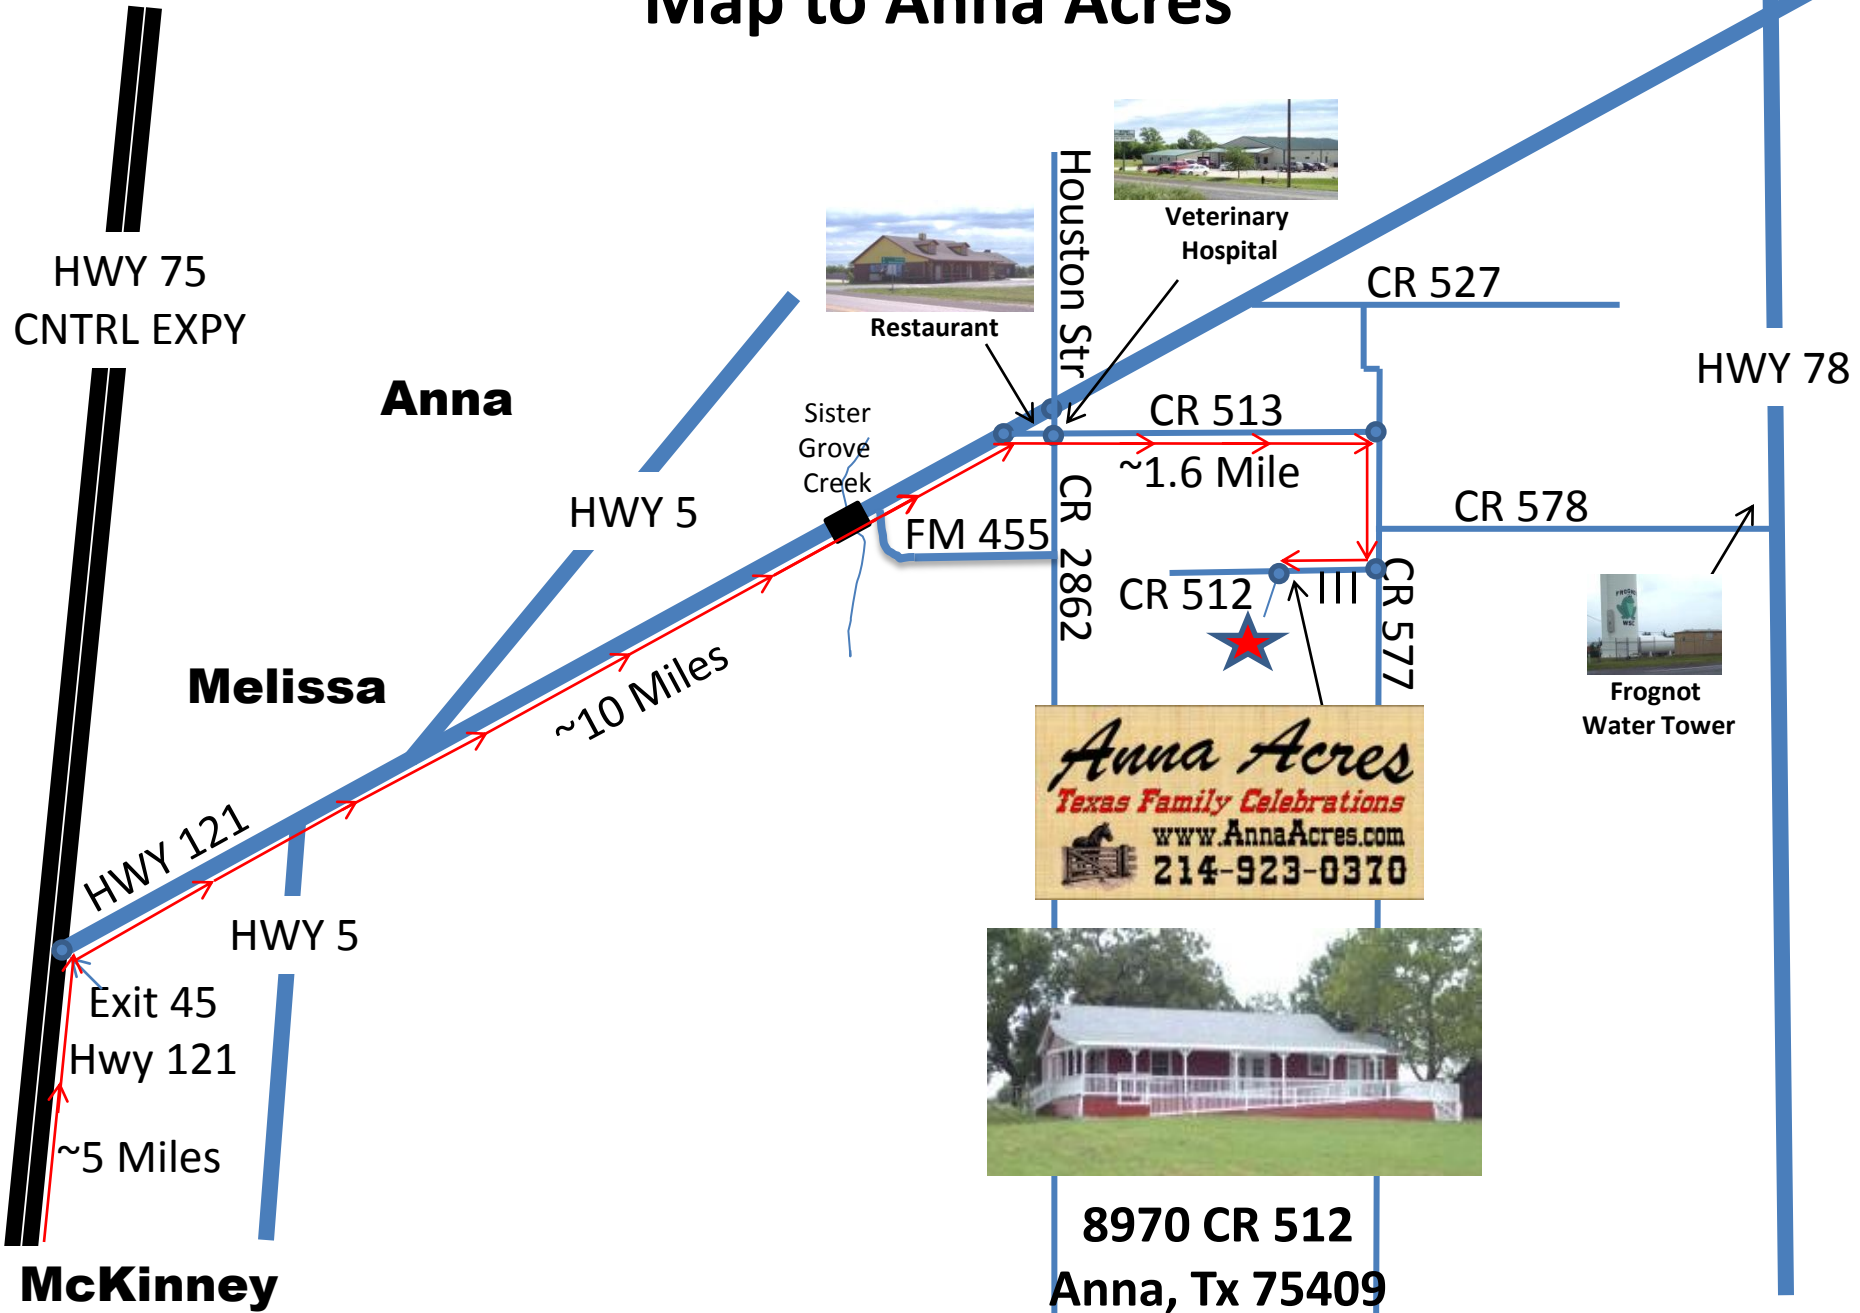 Map to Anna Acres
HWY 75
CNTRL EXPY
Anna
Melissa
McKinney
HWY 5
HWY 5
HWY 121
Exit 45
Hwy 121
~5 Miles
~10 Miles
Sister
Grove
Creek
FM 455
Restaurant
Houston Str
Veterinary
Hospital
CR 527
CR 513
~1.6 Mile
CR 2862
CR 578
CR 512
CR 577
HWY 78
Frognot
Water Tower
Anna Acres
Texas Family Celebrations
www.AnnaAcres.com
214-923-0370
8970 CR 512
Anna, Tx 75409